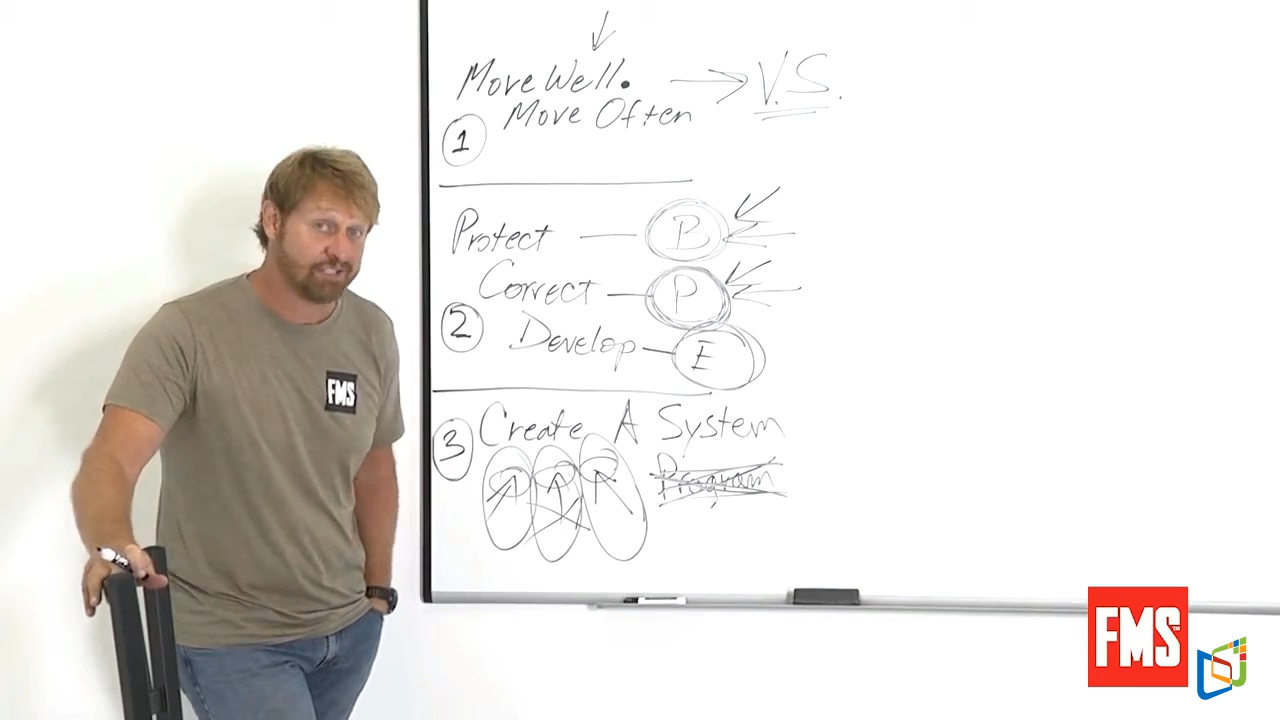 Move Well. V.S.
Move Often
1
Protect B
Correct P
2 Develop E
3 Create A System
Program
FMS
FMS